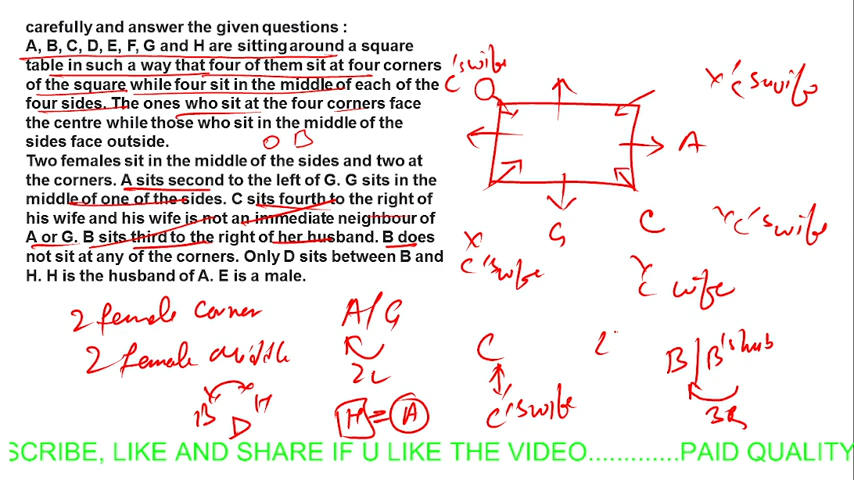 carefully and answer the given questions :
A, B, C, D, E, F, G and H are sitting around a square
table in such a way that four of them sit at four corners
of the square while four sit in the middle of each of the
four sides. The ones who sit at the four corners face
the centre while those who sit in the middle of the
sides face outside.
Two females sit in the middle of the sides and two at
the corners. A sits second to the left of G. G sits in the
middle of one of the sides. C sits fourth to the right of
his wife and his wife is not an immediate neighbour of
A or G. B sits third to the right of her husband. B does
not sit at any of the corners. Only D sits between B and
H. H is the husband of A. E is a male.
C's wife
C
A
G
C
x C's wife
x C's wife
x C's wife
x C wife
2 female corner
2 female middle
B D H
A/G
2L
H = A
C
C's wife
B | B's hub
3R
SCRIBE, LIKE AND SHARE IF U LIKE THE VIDEO.............PAID QUALITY